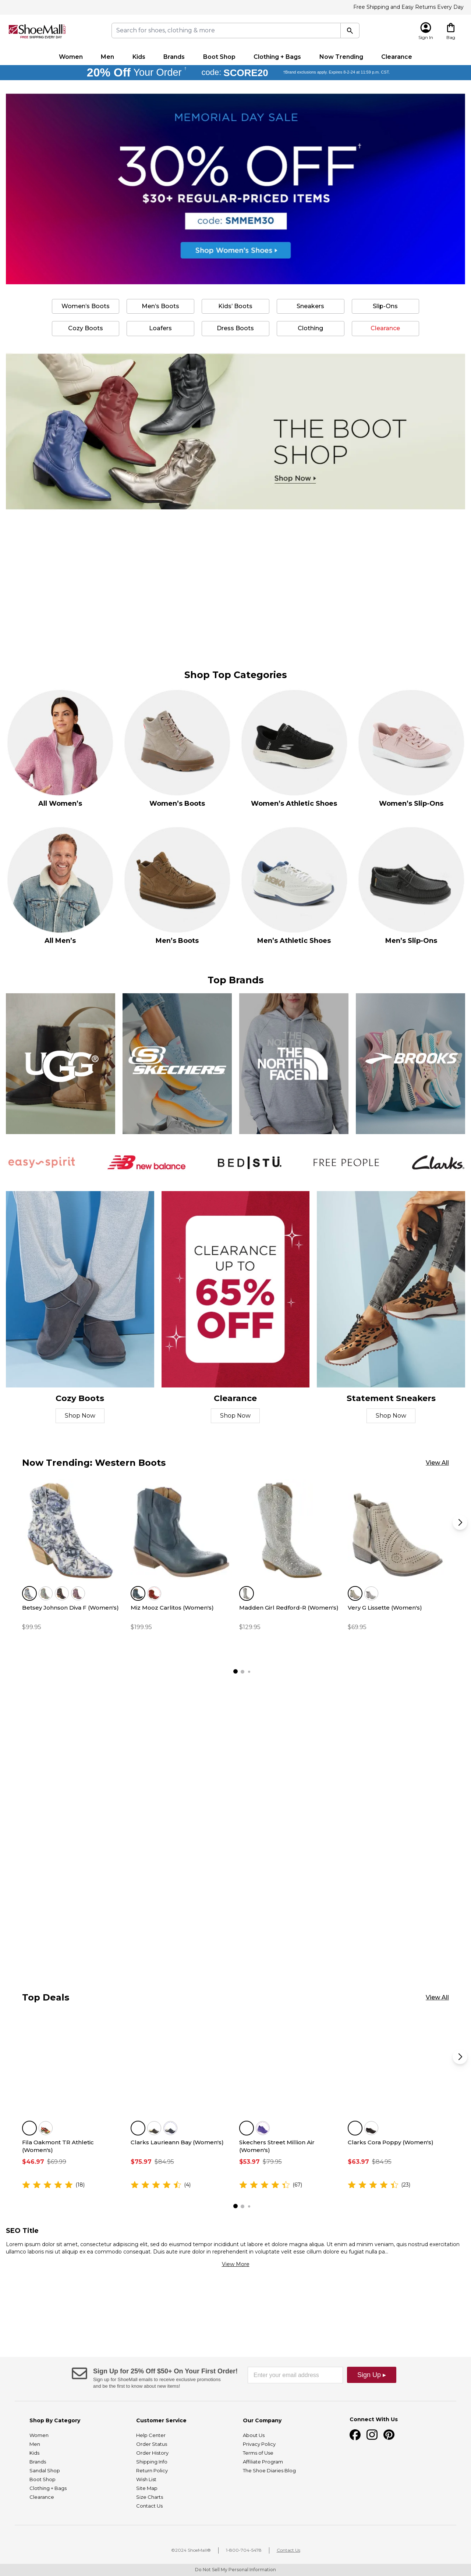 Free Shipping and Easy Returns Every Day
ShoeMall
FREE SHIPPING EVERY DAY
Search for shoes, clothing & more
Sign In
Bag
Women
Men
Kids
Brands
Boot Shop
Clothing + Bags
Now Trending
Clearance
20% Off Your Order†
code: SCORE20
MEMORIAL DAY SALE
30% OFF†
$30+ REGULAR-PRICED ITEMS
code: SMMEM30
Shop Women's Shoes ▸
Women's Boots
Men's Boots
Kids' Boots
Sneakers
Slip-Ons
Cozy Boots
Loafers
Dress Boots
Clothing
Clearance
THE BOOT
SHOP
Shop Now ▸
Shop Top Categories
All Women's
Women's Boots
Women's Athletic Shoes
Women's Slip-Ons
HOKA
All Men's
Men's Boots
Men's Athletic Shoes
Men's Slip-Ons
Top Brands
UGG®
SKECHERS
THE NORTH FACE
BROOKS
easy spirit
new balance
BED|STÜ.
FREE PEOPLE
Clarks.
CLEARANCE
UP TO
65%
OFF
Cozy Boots
Clearance
Statement Sneakers
Shop Now
Shop Now
Shop Now
Now Trending: Western Boots
View All
Betsey Johnson Diva F (Women's)
$99.95
Miz Mooz Carlitos (Women's)
$199.95
Madden Girl Redford-R (Women's)
$129.95
Very G Lissette (Women's)
$69.95
Top Deals
View All
Fila Oakmont TR Athletic
(Women's)
$46.97 $69.99
(18)
Clarks Laurieann Bay (Women's)
$75.97 $84.95
(4)
Skechers Street Million Air
(Women's)
$53.97 $79.95
(67)
Clarks Cora Poppy (Women's)
$63.97 $84.95
(23)
SEO Title
Lorem ipsum dolor sit amet, consectetur adipiscing elit, sed do eiusmod tempor incididunt ut labore et dolore magna aliqua. Ut enim ad minim veniam, quis nostrud exercitation
ullamco laboris nisi ut aliquip ex ea commodo consequat. Duis aute irure dolor in reprehenderit in voluptate velit esse cillum dolore eu fugiat nulla pa...
View More
Sign Up for 25% Off $50+ On Your First Order!
Sign up for ShoeMall emails to receive exclusive promotions
and be the first to know about new items!
Enter your email address
Sign Up ▸
Shop By Category
Women
Men
Kids
Brands
Sandal Shop
Boot Shop
Clothing + Bags
Clearance
Customer Service
Help Center
Order Status
Order History
Shipping Info
Return Policy
Wish List
Site Map
Size Charts
Contact Us
Our Company
About Us
Privacy Policy
Terms of Use
Affiliate Program
The Shoe Diaries Blog
Connect With Us
©2024 ShoeMall®
Contact Us
Do Not Sell My Personal Information